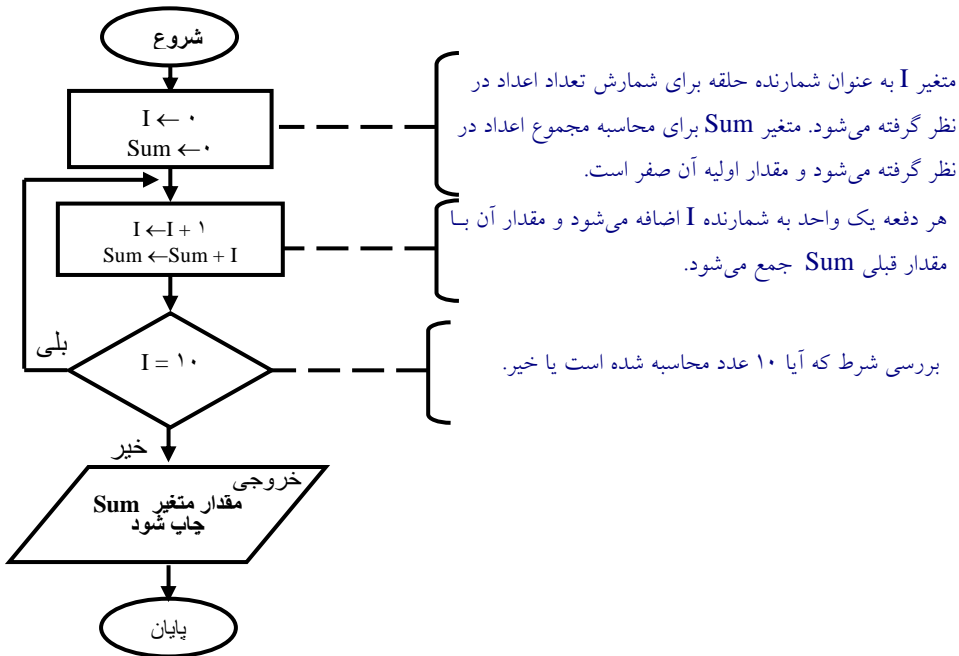 شروع
I ← ۰
Sum ←۰
متغیر I به عنوان شمارنده حلقه برای شمارش تعداد اعداد در
نظر گرفته می‌شود. متغیر Sum برای محاسبه مجموع اعداد در
نظر گرفته می‌شود و مقدار اولیه آن صفر است.
I ←I + ۱
Sum ←Sum + I
هر دفعه یک واحد به شمارنده I اضافه می‌شود و مقدار آن بـا
مقدار قبلی Sum جمع می‌شود.
بلی
I = ۱۰
بررسی شرط که آیا ۱۰ عدد محاسبه شده است یا خیر.
خیر
خروجی
مقدار متغیر Sum
چاپ شود
پایان